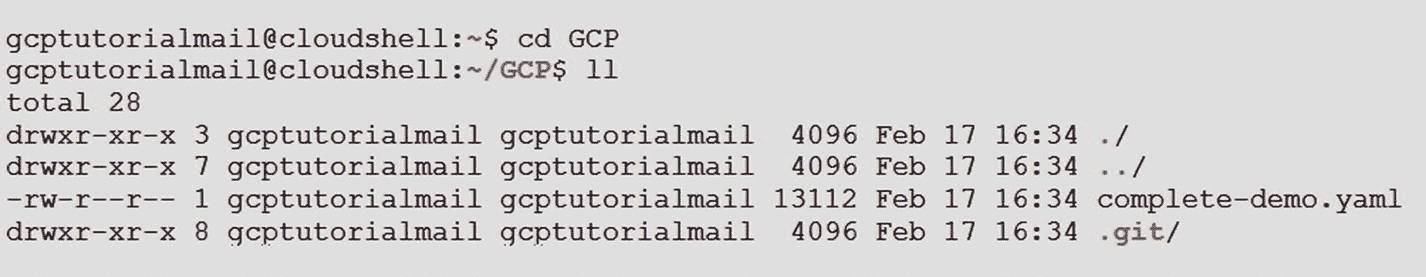 gcptutorialmail@cloudshell:~$ cd GCP
gcptutorialmail@cloudshell:~/GCP$ ll
total 28
drwxr-xr-x 3 gcptutorialmail gcptutorialmail  4096 Feb 17 16:34 ./
drwxr-xr-x 7 gcptutorialmail gcptutorialmail  4096 Feb 17 16:34 ../
-rw-r--r-- 1 gcptutorialmail gcptutorialmail 13112 Feb 17 16:34 complete-demo.yaml
drwxr-xr-x 8 gcptutorialmail gcptutorialmail  4096 Feb 17 16:34 .git/